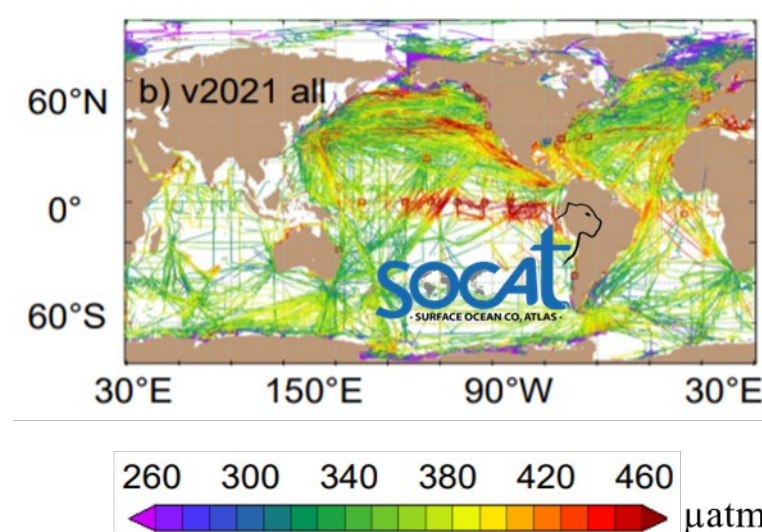 60°N
b) v2021 all
0°
60°S
socat
· SURFACE OCEAN CO₂ ATLAS ·
30°E 150°E 90°W 30°E
260 300 340 380 420 460
µatm